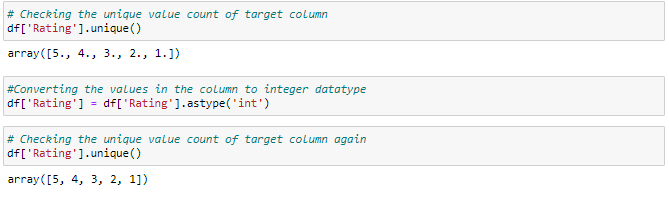 # Checking the unique value count of target column
df['Rating'].unique()
array([5., 4., 3., 2., 1.])
#Converting the values in the column to integer datatype
df['Rating'] = df['Rating'].astype('int')
# Checking the unique value count of target column again
df['Rating'].unique()
array([5, 4, 3, 2, 1])